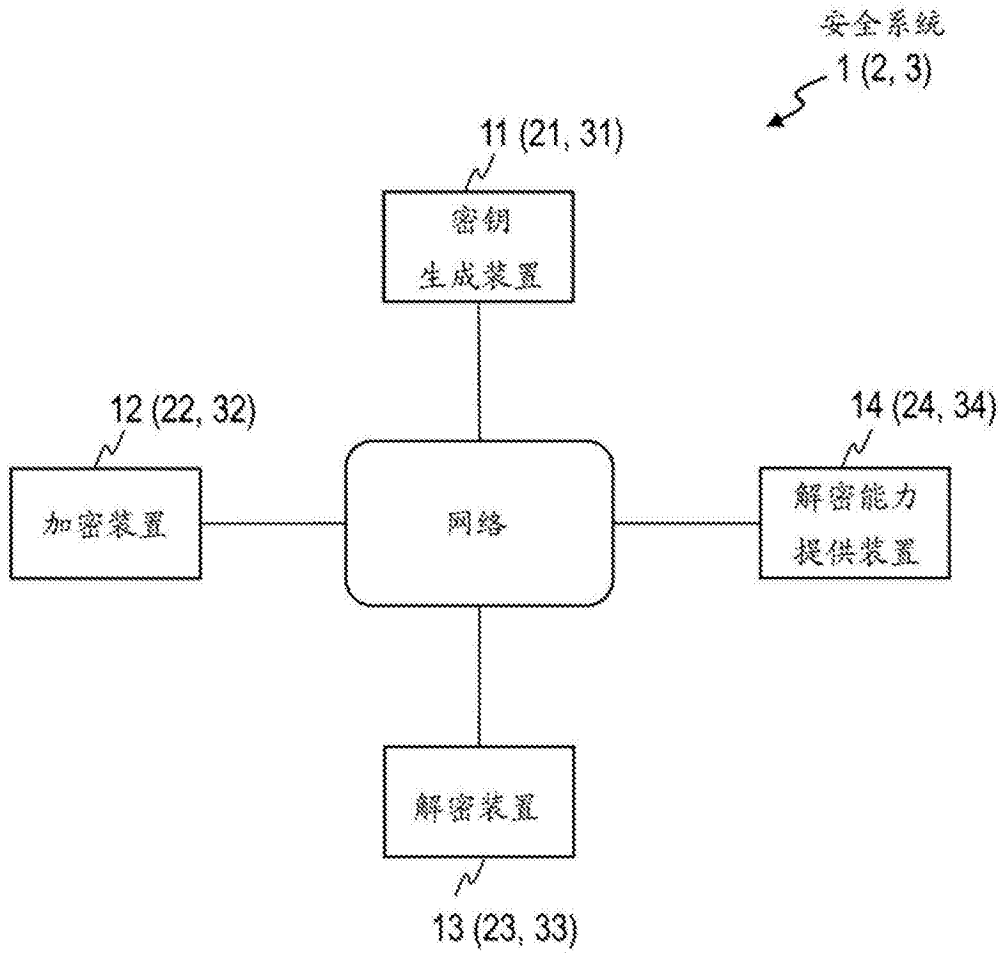 安全系统
1 (2, 3)
11 (21, 31)
密钥
生成装置
12 (22, 32)
加密装置
网络
14 (24, 34)
解密能力
提供装置
解密装置
13 (23, 33)